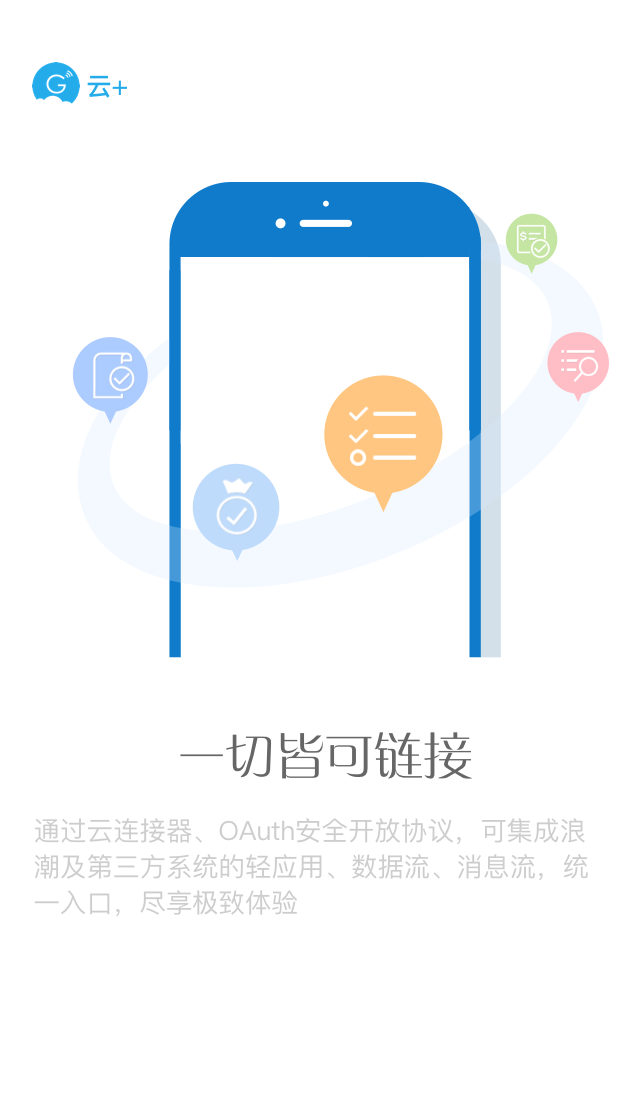 云+
一切皆可链接
通过云连接器、OAuth安全开放协议，可集成浪
潮及第三方系统的轻应用、数据流、消息流，统
一入口，尽享极致体验